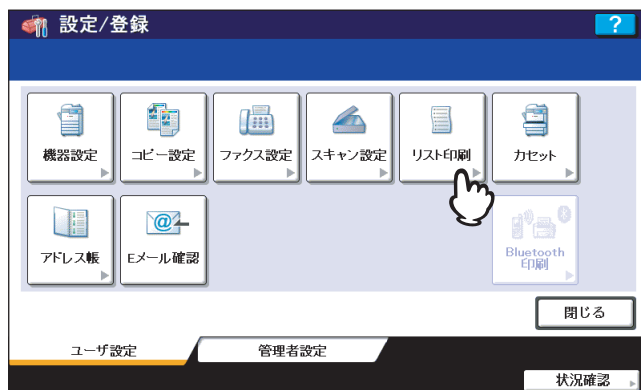 設定/登録
?
機器設定
コピー設定
ファクス設定
スキャン設定
リスト印刷
カセット
アドレス帳
Eメール確認
Bluetooth
印刷
閉じる
ユーザ設定
管理者設定
状況確認